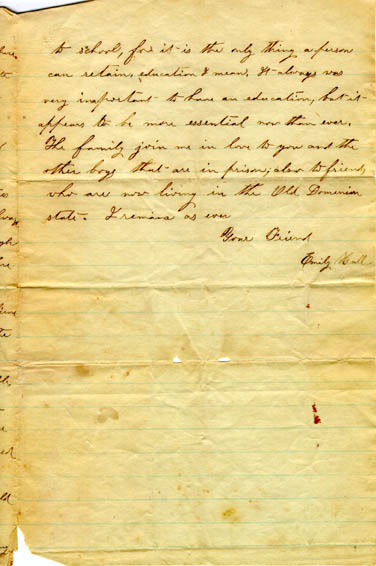 to school, for it is the only thing a person
can retain, education I mean. It always was
very important to have an education, but it
appears to be more essential now than ever.
The family join me in love to you and the
other boys that are in prison, also to friends
who are now living in the Old Dominion
state. I remain as ever
Your Friend
Emily